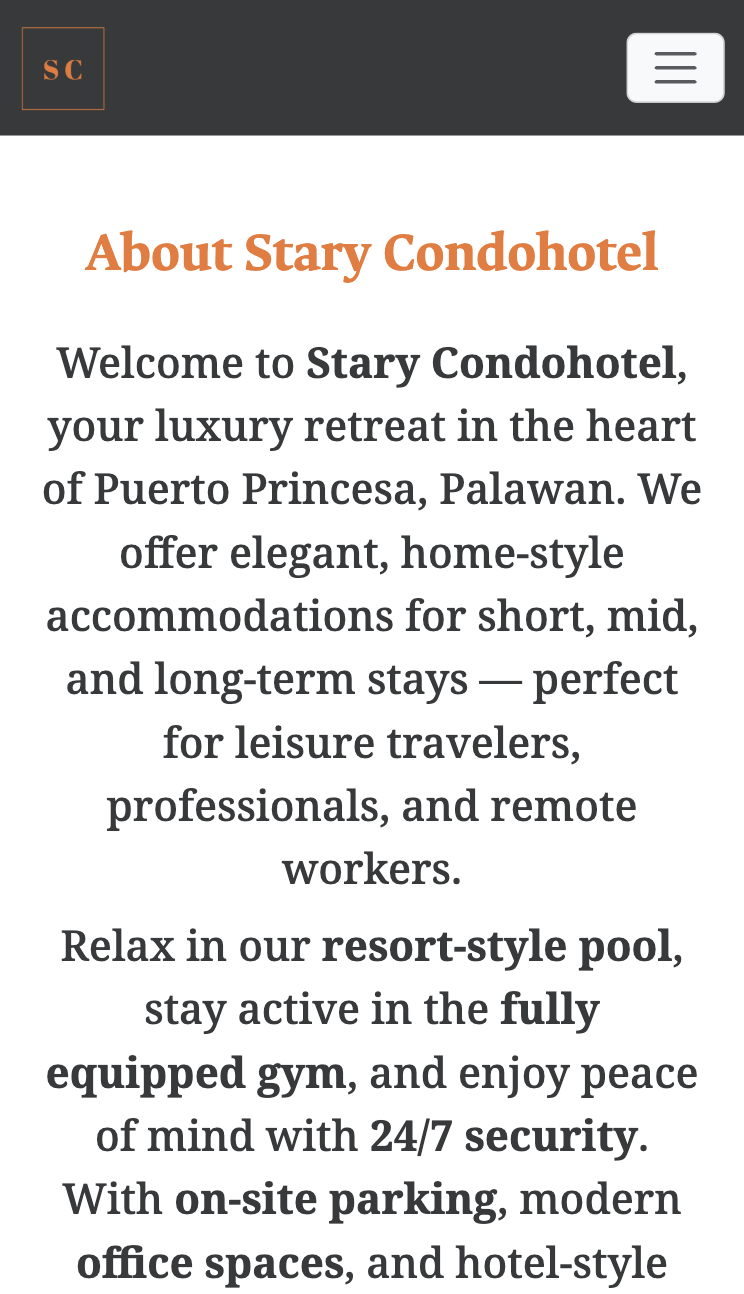 SC
About Stary Condohotel
Welcome to Stary Condohotel,
your luxury retreat in the heart
of Puerto Princesa, Palawan. We
offer elegant, home-style
accommodations for short, mid,
and long-term stays — perfect
for leisure travelers,
professionals, and remote
workers.
Relax in our resort-style pool,
stay active in the fully
equipped gym, and enjoy peace
of mind with 24/7 security.
With on-site parking, modern
office spaces, and hotel-style